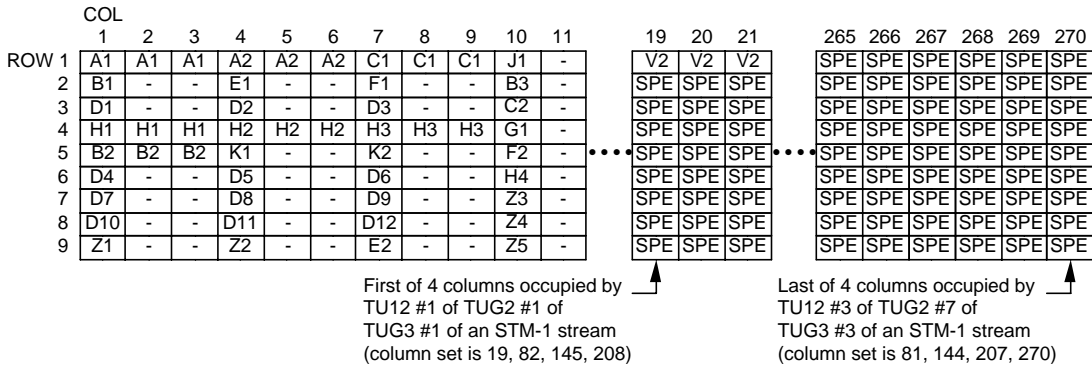 COL
1 2 3 4 5 6 7 8 9 10 11 19 20 21 265 266 267 268 269 270
ROW 1 A1 A1 A1 A2 A2 A2 C1 C1 C1 J1 - V2 V2 V2 SPE SPE SPE SPE SPE SPE
2 B1 - - E1 - - F1 - - B3 - SPE SPE SPE SPE SPE SPE SPE SPE SPE
3 D1 - - D2 - - D3 - - C2 - SPE SPE SPE SPE SPE SPE SPE SPE SPE
4 H1 H1 H1 H2 H2 H2 H3 H3 H3 G1 - SPE SPE SPE SPE SPE SPE SPE SPE SPE
5 B2 B2 B2 K1 - - K2 - - F2 - •••• SPE SPE SPE •••• SPE SPE SPE SPE SPE SPE
6 D4 - - D5 - - D6 - - H4 - SPE SPE SPE SPE SPE SPE SPE SPE SPE
7 D7 - - D8 - - D9 - - Z3 - SPE SPE SPE SPE SPE SPE SPE SPE SPE
8 D10 - - D11 - - D12 - - Z4 - SPE SPE SPE SPE SPE SPE SPE SPE SPE
9 Z1 - - Z2 - - E2 - - Z5 - SPE SPE SPE SPE SPE SPE SPE SPE SPE
First of 4 columns occupied by
TU12 #1 of TUG2 #1 of
TUG3 #1 of an STM-1 stream
(column set is 19, 82, 145, 208)
Last of 4 columns occupied by
TU12 #3 of TUG2 #7 of
TUG3 #3 of an STM-1 stream
(column set is 81, 144, 207, 270)